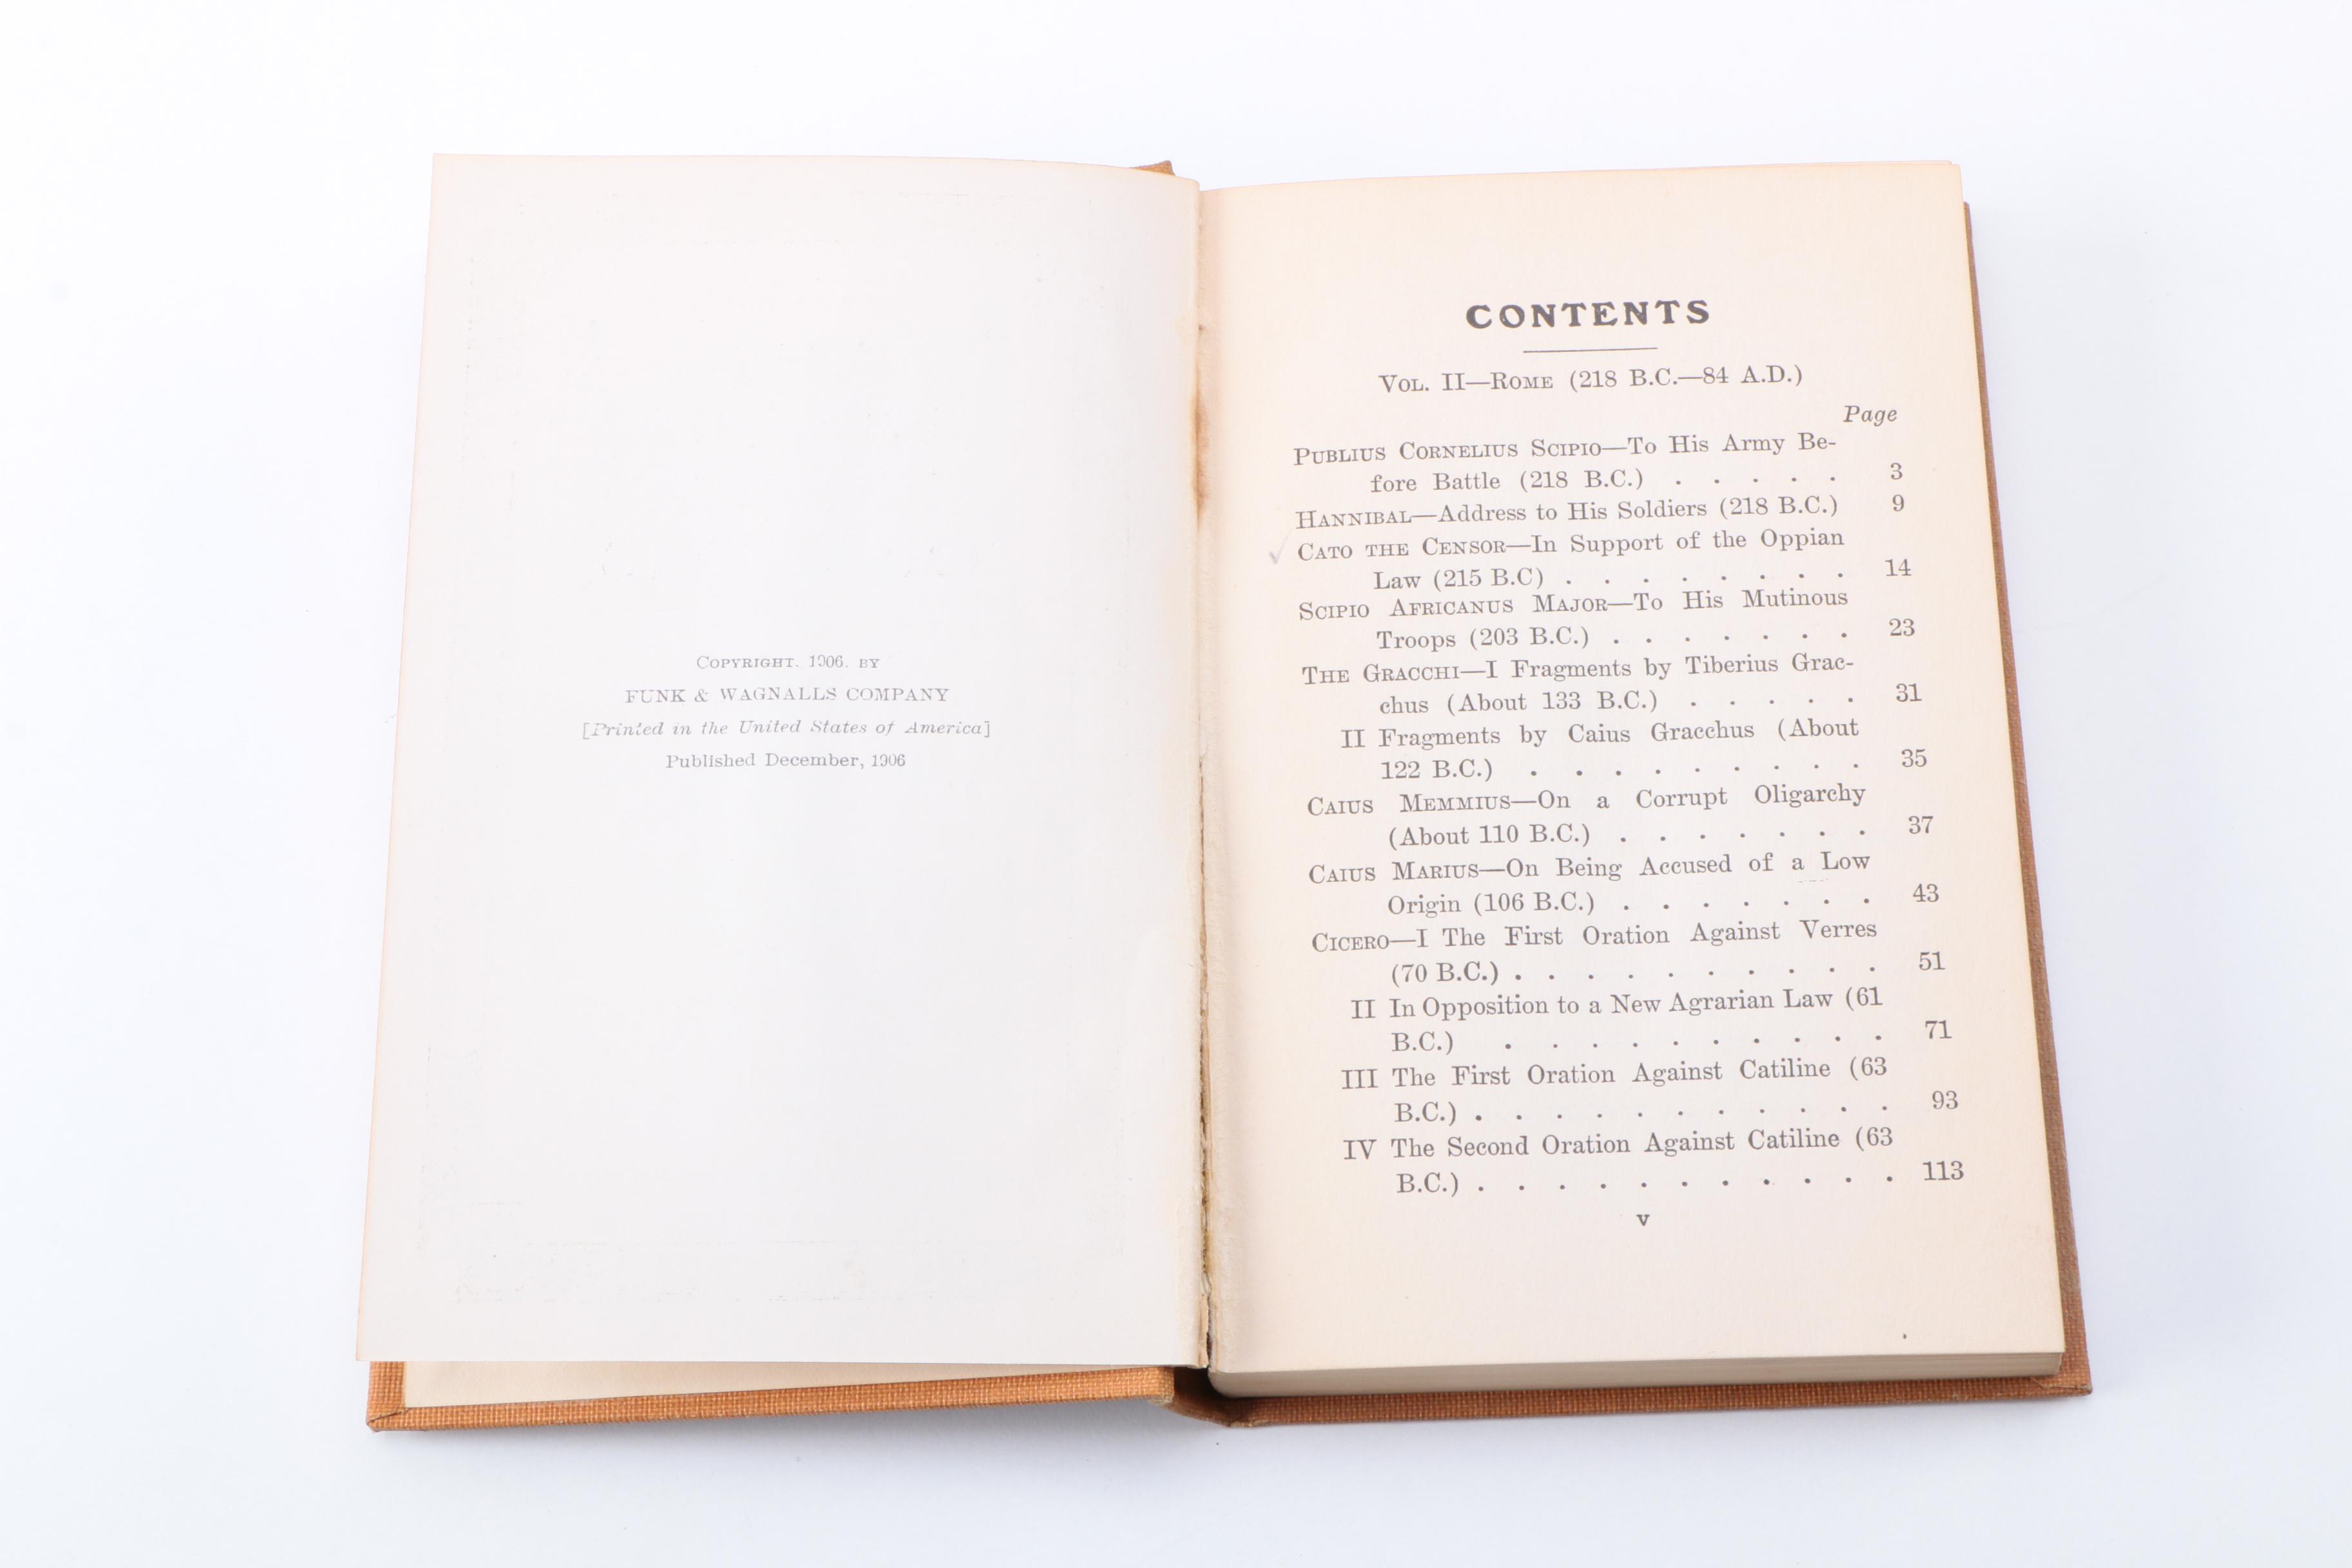 COPYRIGHT, 1906, BY
FUNK & WAGNALLS COMPANY
[Printed in the United States of America]
Published December, 1906
CONTENTS
VOL. II—ROME (218 B.C.—84 A.D.)
Page
PUBLIUS CORNELIUS SCIPIO—To His Army Be-
fore Battle (218 B.C.) . . . . . 3
HANNIBAL—Address to His Soldiers (218 B.C.) 9
CATO THE CENSOR—In Support of the Oppian
Law (215 B.C) . . . . . . . . 14
SCIPIO AFRICANUS MAJOR—To His Mutinous
Troops (203 B.C.) . . . . . . . 23
THE GRACCHI—I Fragments by Tiberius Grac-
chus (About 133 B.C.) . . . . . 31
II Fragments by Caius Gracchus (About
122 B.C.) . . . . . . . . . 35
CAIUS MEMMIUS—On a Corrupt Oligarchy
(About 110 B.C.) . . . . . . . 37
CAIUS MARIUS—On Being Accused of a Low
Origin (106 B.C.) . . . . . . . 43
CICERO—I The First Oration Against Verres
(70 B.C.) . . . . . . . . . . 51
II In Opposition to a New Agrarian Law (61
B.C.) . . . . . . . . . . 71
III The First Oration Against Catiline (63
B.C.) . . . . . . . . . . . 93
IV The Second Oration Against Catiline (63
B.C.) . . . . . . . . . . . 113
v